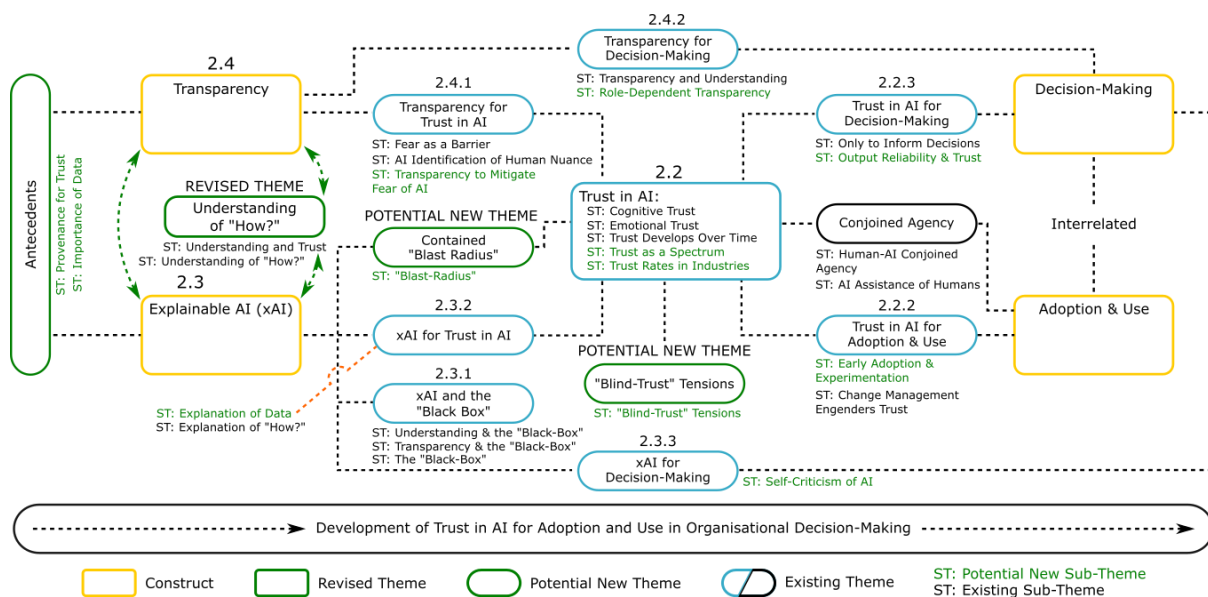 Antecedents
ST: Provenance for Trust
ST: Importance of Data
2.4
Transparency
REVISED THEME
Understanding
of "How?"
ST: Understanding and Trust
ST: Understanding of "How?"
2.3
Explainable AI (xAI)
ST: Explanation of Data
ST: Explanation of "How?"
2.4.2
Transparency for
Decision-Making
ST: Transparency and Understanding
ST: Role-Dependent Transparency
2.4.1
Transparency for
Trust in AI
ST: Fear as a Barrier
ST: AI Identification of Human Nuance
ST: Transparency to Mitigate
Fear of AI
POTENTIAL NEW THEME
Contained
"Blast Radius"
ST: "Blast-Radius"
2.3.2
xAI for Trust in AI
2.3.1
xAI and the
"Black Box"
ST: Understanding & the "Black-Box"
ST: Transparency & the "Black-Box"
ST: The "Black-Box"
2.2
Trust in AI:
ST: Cognitive Trust
ST: Emotional Trust
ST: Trust Develops Over Time
ST: Trust as a Spectrum
ST: Trust Rates in Industries
POTENTIAL NEW THEME
"Blind-Trust" Tensions
ST: "Blind-Trust" Tensions
2.3.3
xAI for
Decision-Making
ST: Self-Criticism of AI
2.2.3
Trust in AI for
Decision-Making
ST: Only to Inform Decisions
ST: Output Reliability & Trust
Conjoined Agency
ST: Human-AI Conjoined
Agency
ST: AI Assistance of Humans
2.2.2
Trust in AI for
Adoption & Use
ST: Early Adoption &
Experimentation
ST: Change Management
Engenders Trust
Decision-Making
Interrelated
Adoption & Use
Development of Trust in AI for Adoption and Use in Organisational Decision-Making
Construct
Revised Theme
Potential New Theme
Existing Theme
ST: Potential New Sub-Theme
ST: Existing Sub-Theme